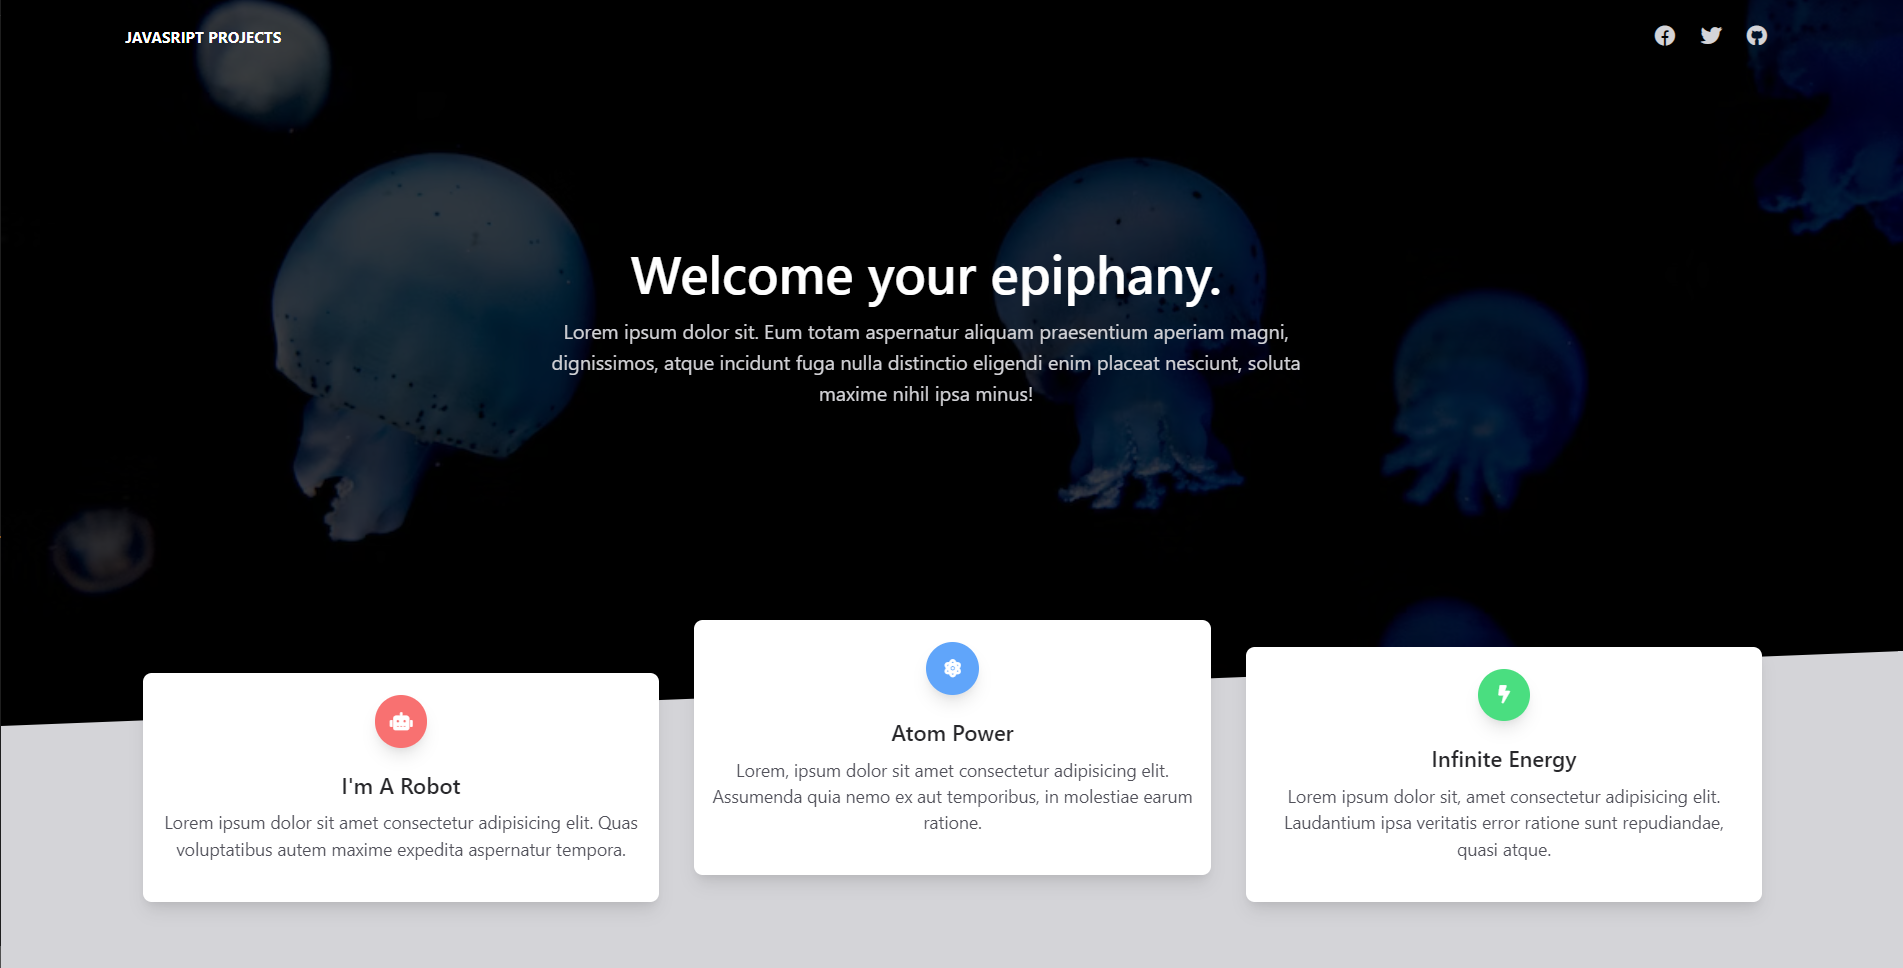 JAVASRIPT PROJECTS
Welcome your epiphany.
Lorem ipsum dolor sit. Eum totam aspernatur aliquam praesentium aperiam magni,
dignissimos, atque incidunt fuga nulla distinctio eligendi enim placeat nesciunt, soluta
maxime nihil ipsa minus!
I'm A Robot
Lorem ipsum dolor sit amet consectetur adipisicing elit. Quas
voluptatibus autem maxime expedita aspernatur tempora.
Atom Power
Lorem, ipsum dolor sit amet consectetur adipisicing elit.
Assumenda quia nemo ex aut temporibus, in molestiae earum
ratione.
Infinite Energy
Lorem ipsum dolor sit, amet consectetur adipisicing elit.
Laudantium ipsa veritatis error ratione sunt repudiandae,
quasi atque.